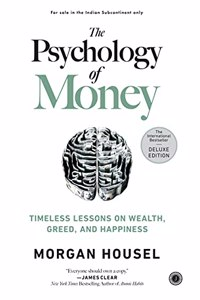 For sale in the Indian Subcontinent only
The
Psychology
of
Money
The
International
Bestseller
DELUXE
EDITION
TIMELESS LESSONS ON WEALTH,
GREED, AND HAPPINESS
MORGAN HOUSEL
"Everyone should own a copy."
—JAMES CLEAR
New York Times Bestselling Author of Atomic Habits